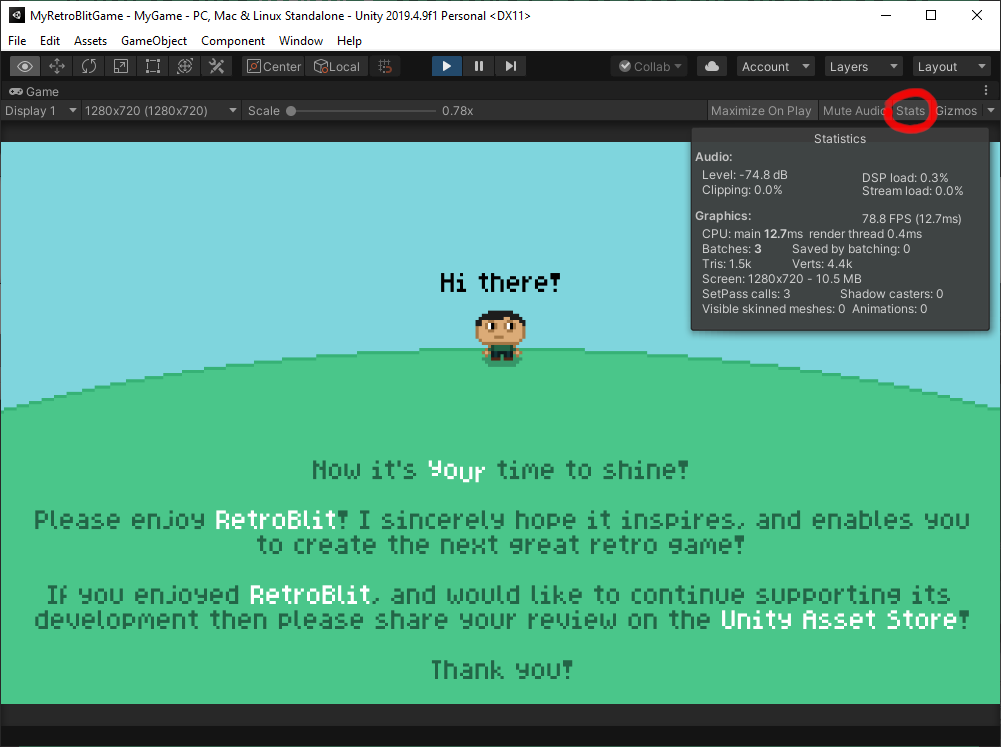 MyRetroBlitGame - MyGame - PC, Mac & Linux Standalone - Unity 2019.4.9f1 Personal <DX11>
File Edit Assets GameObject Component Window Help
Center Local Collab Account Layers Layout
Game
Display 1 1280x720 (1280x720) Scale 0.78x Maximize On Play Mute Audio Stats Gizmos
Statistics
Audio:
Level: -74.8 dB DSP load: 0.3%
Clipping: 0.0% Stream load: 0.0%
Graphics: 78.8 FPS (12.7ms)
CPU: main 12.7ms render thread 0.4ms
Batches: 3 Saved by batching: 0
Tris: 1.5k Verts: 4.4k
Screen: 1280x720 - 10.5 MB
SetPass calls: 3 Shadow casters: 0
Visible skinned meshes: 0 Animations: 0
Hi there!
Now it's your time to shine!
Please enjoy RetroBlit! I sincerely hope it inspires, and enables you
to create the next great retro game!
If you enjoyed RetroBlit, and would like to continue supporting its
development then please share your review on the Unity Asset Store!
Thank you!